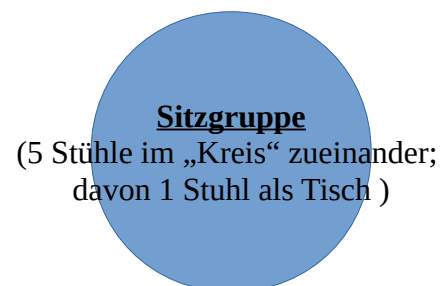 Sitzgruppe
(5 Stühle im „Kreis“ zueinander;
davon 1 Stuhl als Tisch )